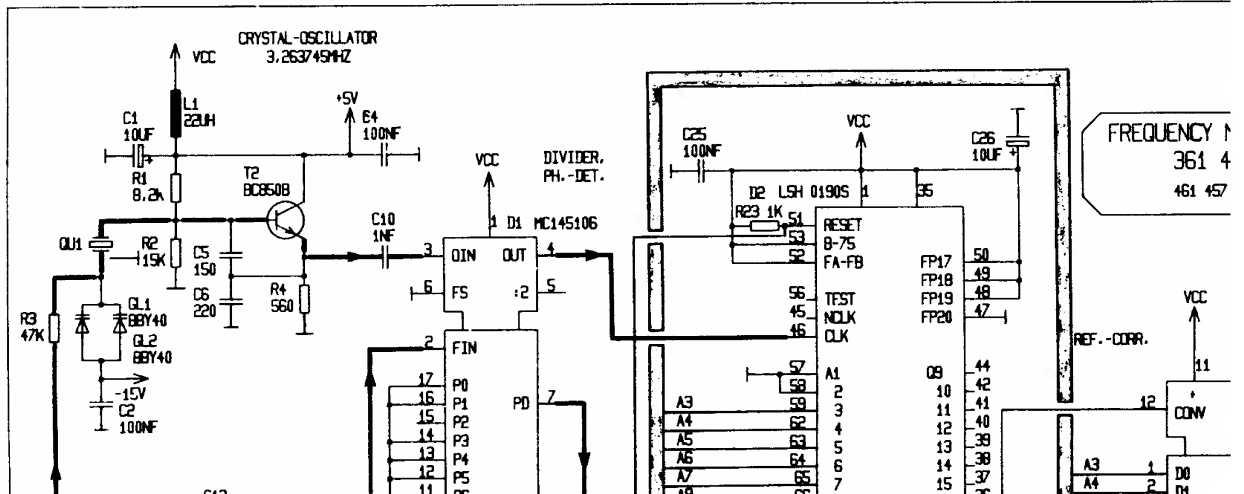 CRYSTAL-OSCILLATOR
3,263745MHZ
VCC
L1
22UH
C1
10UF
+
R1
8.2k
+5V
E4
100NF
T2
BC850B
QU1
R2
15K
C5
150
C6
220
R4
560
C10
1NF
R3
47K
GL1
BBY40
GL2
BBY40
-15V
C2
100NF
VCC
DIVIDER,
PH.-DET.
1 D1 MC145106
3 OIN OUT 4
6 FS :2 5
2 FIN
17 P0
16 P1
15 P2
14 P3
13 P4
12 P5
11
PD 7
C25
100NF
VCC
C26
10UF
+
D2 LSH 0190S 1 35
R23 1K 51 RESET
53 B-75
52 FA-FB
FP17 50
FP18 49
FP19 48
FP20 47
56 TFST
45 NCLK
46 CLK
57 A1
58 2
A3 59 3
A4 62 4
A5 63 5
A6 64 6
A7 65 7
Q9 44
10 42
11 41
12 40
13 39
14 38
15 37
FREQUENCY
361 4
461 457
REF.-CORR.
VCC
11
+
12 CONV
A3 1 D0
A4 2 D1